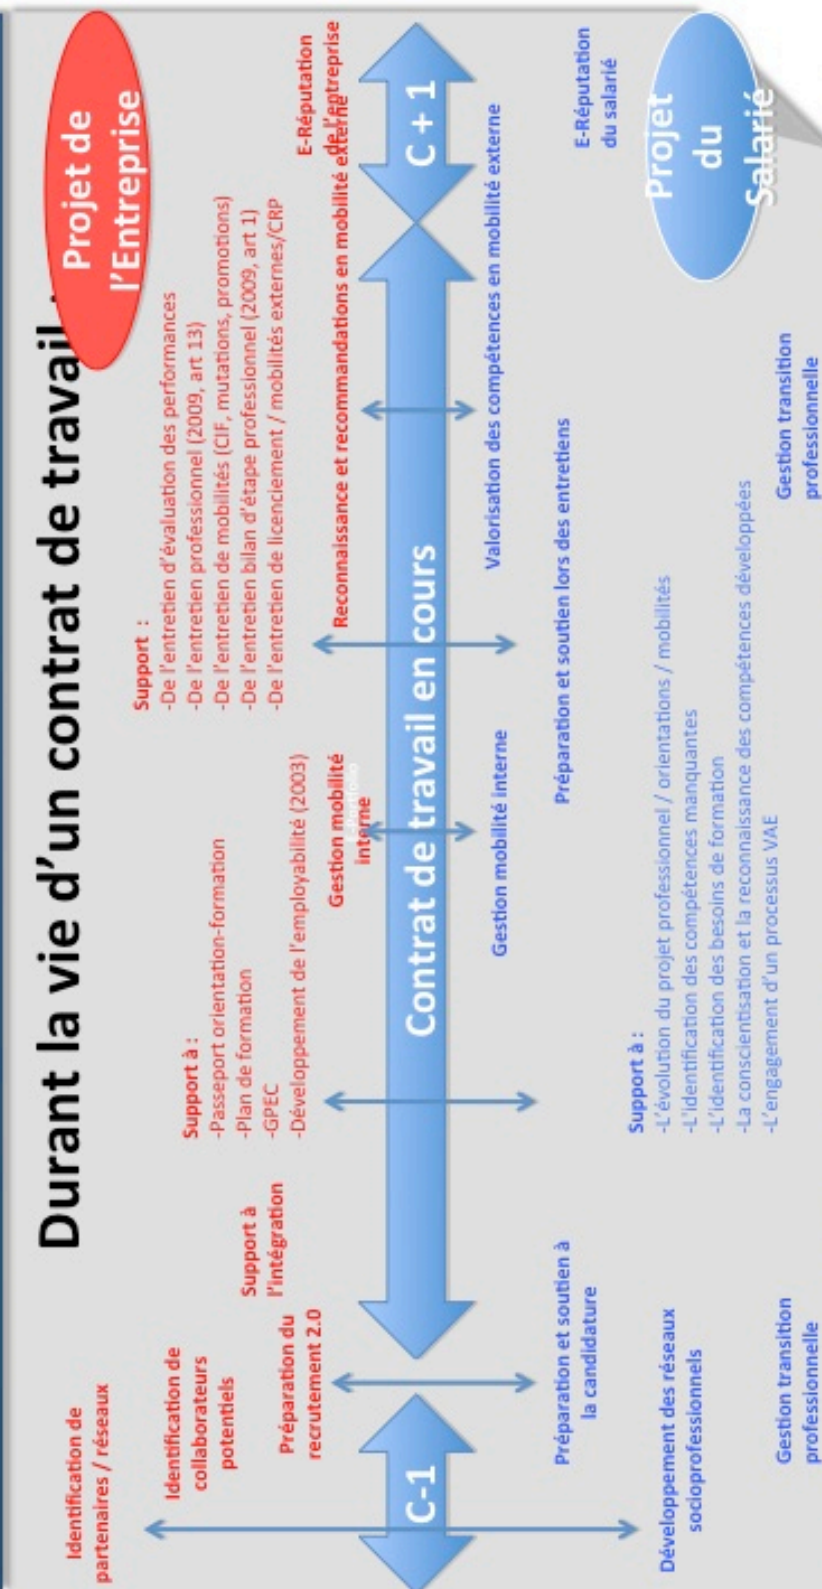 Durant la vie d'un contrat de travail
Projet de
l'Entreprise
Identification de
partenaires / réseaux
Identification de
collaborateurs
potentiels
Préparation du
recrutement 2.0
Support à
l'intégration
Support à :
-Passeport orientation-formation
-Plan de formation
-GPEC
-Développement de l'employabilité (2003)
Gestion mobilité
interne
Support :
-De l'entretien d'évaluation des performances
-De l'entretien professionnel (2009, art 13)
-De l'entretien de mobilités (CIF, mutations, promotions)
-De l'entretien bilan d'étape professionnel (2009, art 1)
-De l'entretien de licenciement / mobilités externes/CRP
Reconnaissance et recommandations en mobilité externe
E-Réputation
de l'entreprise
C-1
Contrat de travail en cours
C + 1
Préparation et soutien à
la candidature
Gestion mobilité interne
Valorisation des compétences en mobilité externe
Préparation et soutien lors des entretiens
E-Réputation
du salarié
Développement des réseaux
socioprofessionnels
Support à :
-L'évolution du projet professionnel / orientations / mobilités
-L'identification des compétences manquantes
-L'identification des besoins de formation
-La conscientisation et la reconnaissance des compétences développées
-L'engagement d'un processus VAE
Projet
du
Salarié
Gestion transition
professionnelle
Gestion transition
professionnelle